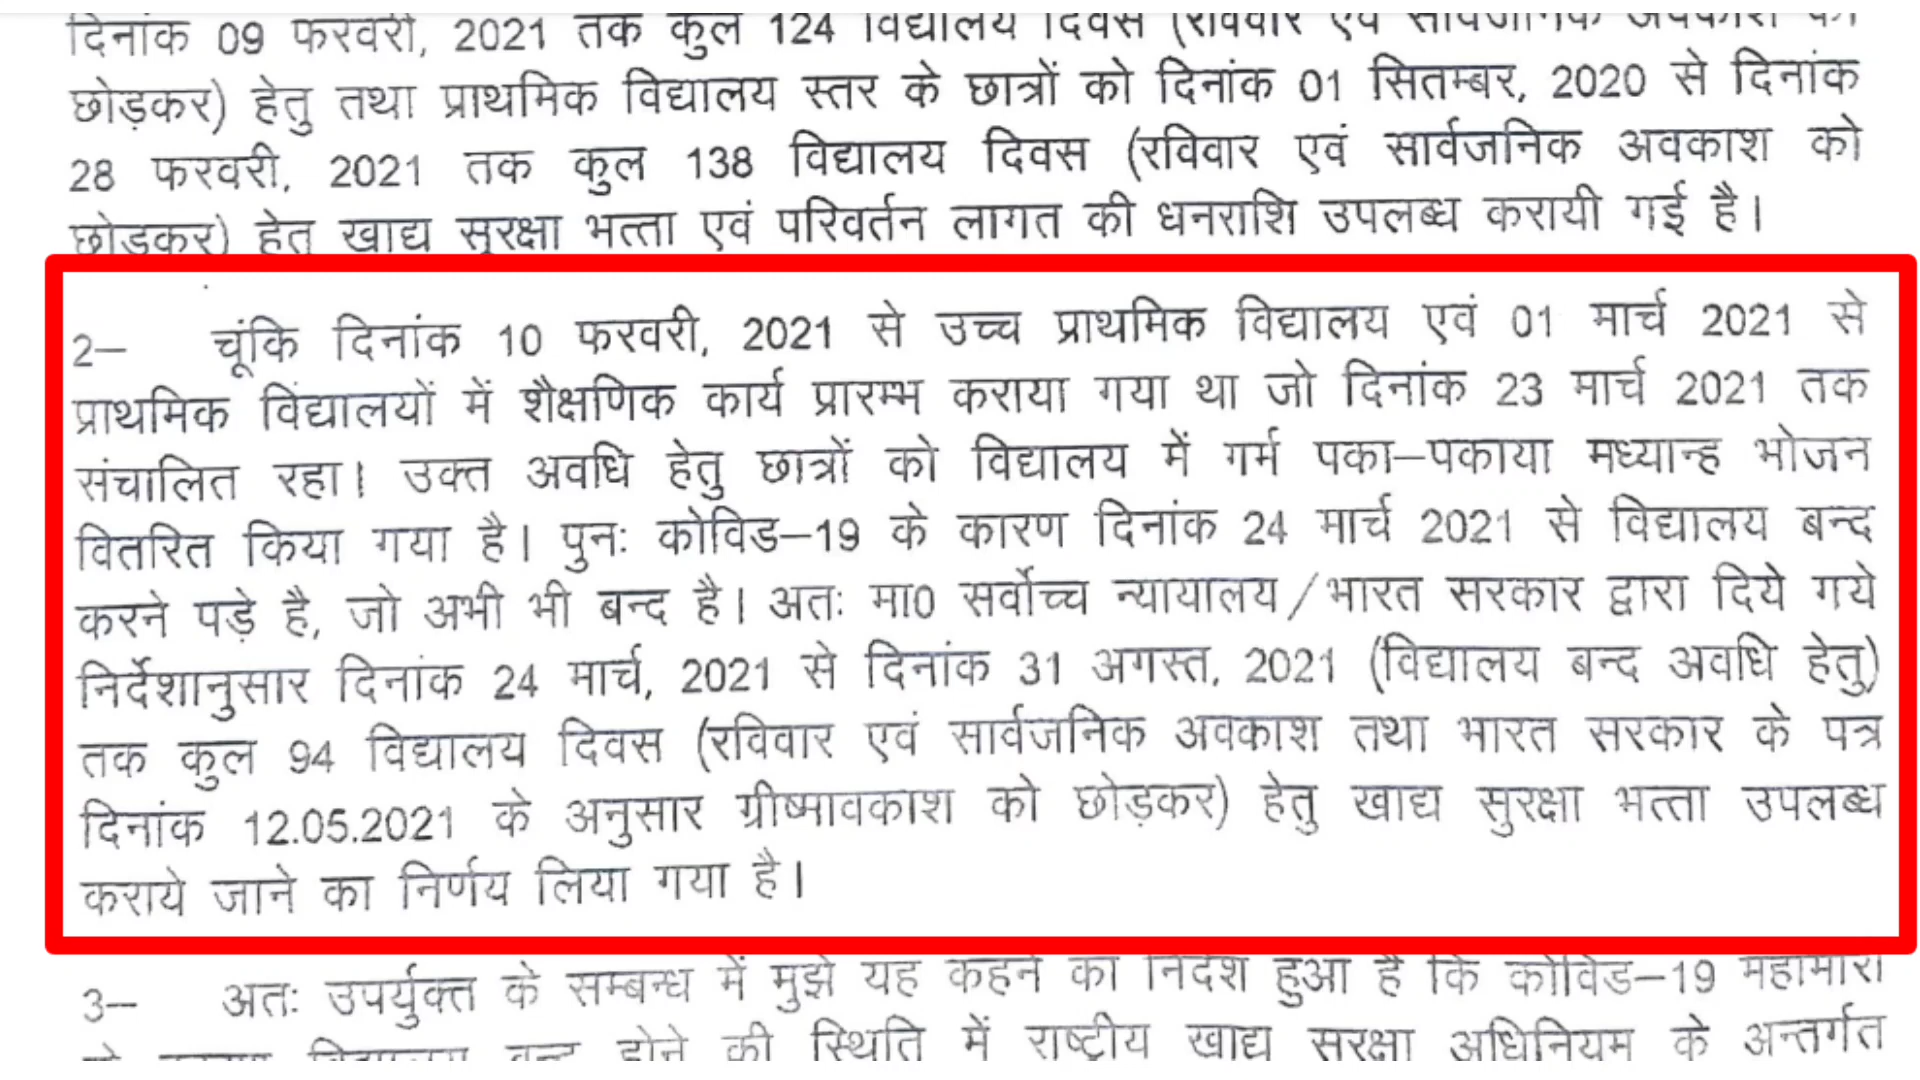 दिनांक 09 फरवरी, 2021 तक कुल 124 विद्यालय दिवस (रविवार एवं सार्वजनिक अवकाश को
छोड़कर) हेतु तथा प्राथमिक विद्यालय स्तर के छात्रों को दिनांक 01 सितम्बर, 2020 से दिनांक
28 फरवरी, 2021 तक कुल 138 विद्यालय दिवस (रविवार एवं सार्वजनिक अवकाश को
छोड़कर) हेतु खाद्य सुरक्षा भत्ता एवं परिवर्तन लागत की धनराशि उपलब्ध करायी गई है।
2– चूंकि दिनांक 10 फरवरी, 2021 से उच्च प्राथमिक विद्यालय एवं 01 मार्च 2021 से
प्राथमिक विद्यालयों में शैक्षणिक कार्य प्रारम्भ कराया गया था जो दिनांक 23 मार्च 2021 तक
संचालित रहा। उक्त अवधि हेतु छात्रों को विद्यालय में गर्म पका–पकाया मध्यान्ह भोजन
वितरित किया गया है। पुनः कोविड–19 के कारण दिनांक 24 मार्च 2021 से विद्यालय बन्द
करने पड़े है, जो अभी भी बन्द है। अतः मा0 सर्वोच्च न्यायालय/भारत सरकार द्वारा दिये गये
निर्देशानुसार दिनांक 24 मार्च, 2021 से दिनांक 31 अगस्त, 2021 (विद्यालय बन्द अवधि हेतु)
तक कुल 94 विद्यालय दिवस (रविवार एवं सार्वजनिक अवकाश तथा भारत सरकार के पत्र
दिनांक 12.05.2021 के अनुसार ग्रीष्मावकाश को छोड़कर) हेतु खाद्य सुरक्षा भत्ता उपलब्ध
कराये जाने का निर्णय लिया गया है।
3– अतः उपर्युक्त के सम्बन्ध में मुझे यह कहने का निर्देश हुआ है कि कोविड–19 महामारी
विद्यालय बन्द होने की स्थिति में राष्ट्रीय खाद्य सुरक्षा अधिनियम के अन्तर्गत